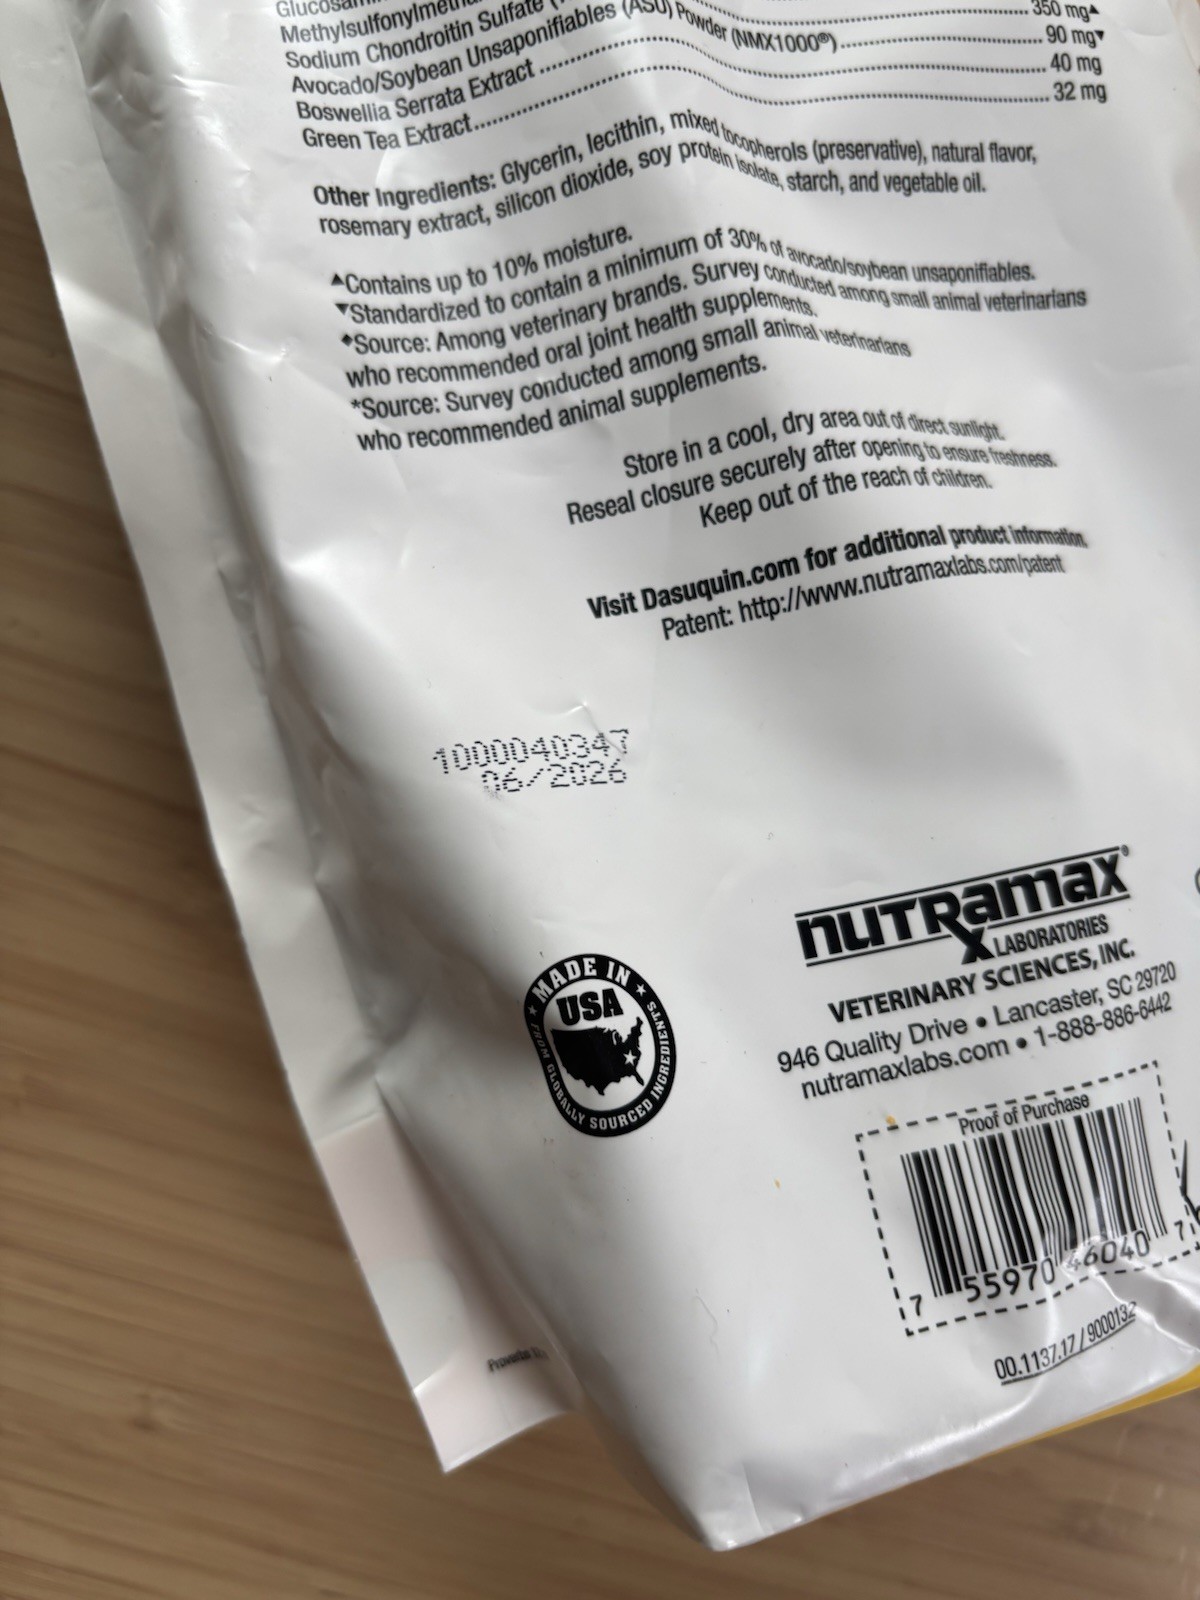 Methylsulfonylmeth
Sodium Chondroitin Sulfate 350 mg▲
Avocado/Soybean Unsaponifiables (ASU) Powder (NMX1000®) 90 mg▼
Boswellia Serrata Extract 40 mg
Green Tea Extract 32 mg
Other Ingredients: Glycerin, lecithin, mixed tocopherols (preservative), natural flavor,
rosemary extract, silicon dioxide, soy protein isolate, starch, and vegetable oil.
▲Contains up to 10% moisture.
▼Standardized to contain a minimum of 30% of avocado/soybean unsaponifiables.
◆Source: Among veterinary brands. Survey conducted among small animal veterinarians
who recommended oral joint health supplements.
*Source: Survey conducted among small animal veterinarians
who recommended animal supplements.
Store in a cool, dry area out of direct sunlight.
Reseal closure securely after opening to ensure freshness.
Keep out of the reach of children.
Visit Dasuquin.com for additional product information.
Patent: http://www.nutramaxlabs.com/patent
1000040347
06/2026
nutRamax®
LABORATORIES
VETERINARY SCIENCES, INC.
946 Quality Drive • Lancaster, SC 29720
nutramaxlabs.com • 1-888-886-6442
MADE IN
USA
FROM GLOBALLY SOURCED INGREDIENTS
Proof of Purchase
7 55970 46040 7
00.1137.17 / 9000132